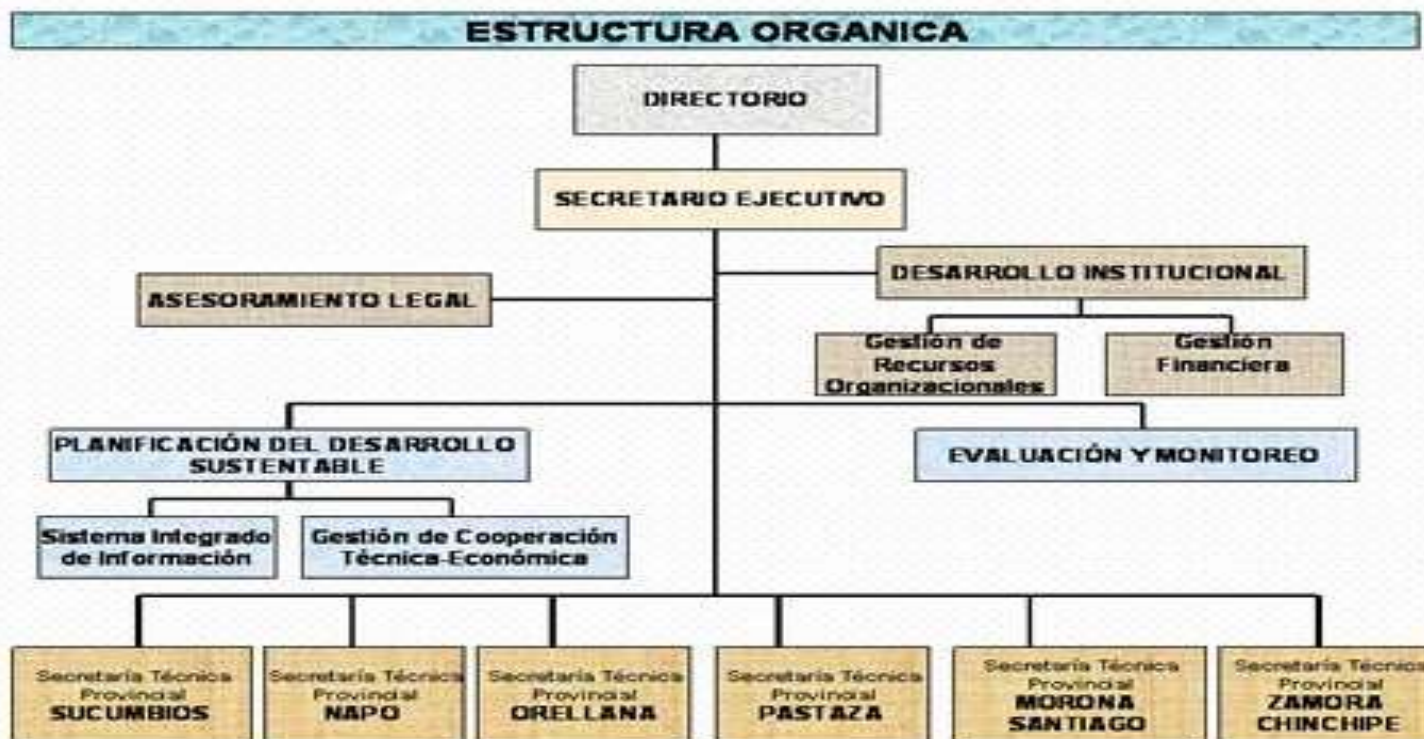 ESTRUCTURA ORGANICA
DIRECTORIO
SECRETARIO EJECUTIVO
DESARROLLO INSTITUCIONAL
ASESORAMIENTO LEGAL
Gestión de
Recursos
Organizacionales
Gestión
Financiera
PLANIFICACIÓN DEL DESARROLLO
SUSTENTABLE
EVALUACIÓN Y MONITOREO
Sistema Integrado
de Información
Gestión de Cooperación
Técnica-Económica
Secretaría Técnica
Provincial
SUCUMBIOS
Secretaría Técnica
Provincial
NAPO
Secretaría Técnica
Provincial
ORELLANA
Secretaría Técnica
Provincial
PASTAZA
Secretaría Técnica
Provincial
MORONA
SANTIAGO
Secretaría Técnica
Provincial
ZAMORA
CHINCHIPE